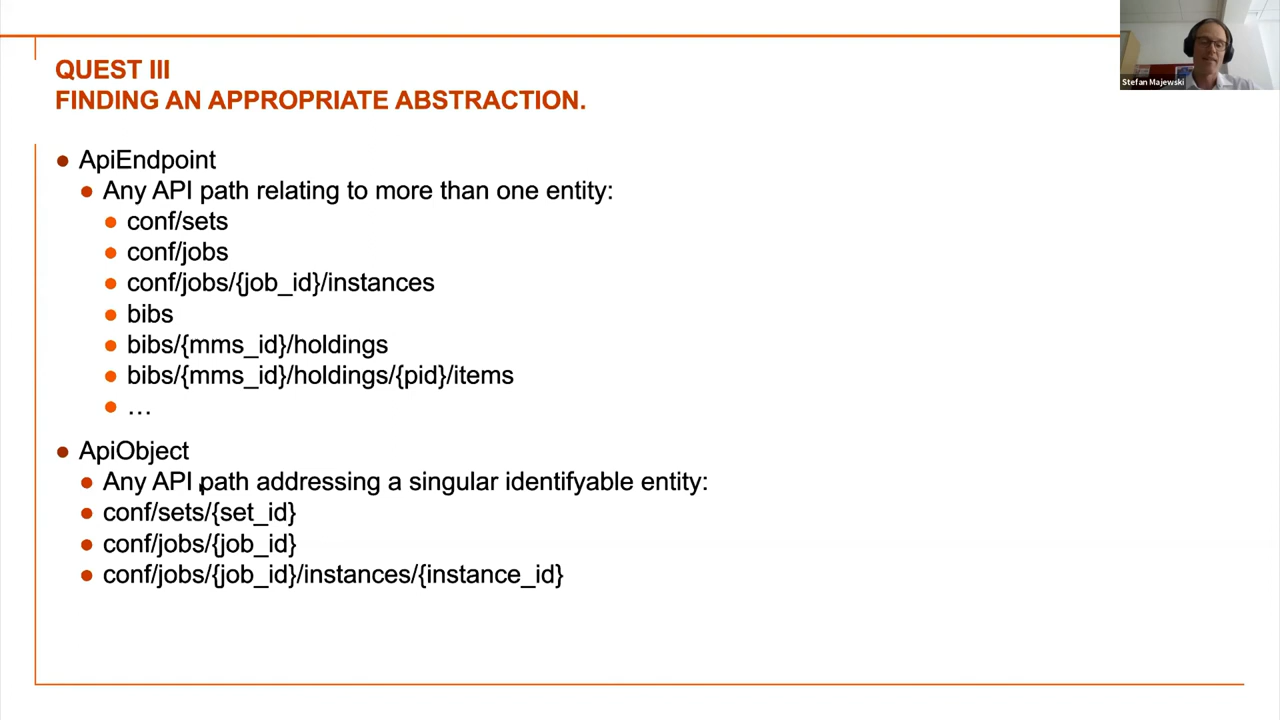 QUEST III
FINDING AN APPROPRIATE ABSTRACTION.
Stefan Majewski
ApiEndpoint
Any API path relating to more than one entity:
conf/sets
conf/jobs
conf/jobs/{job_id}/instances
bibs
bibs/{mms_id}/holdings
bibs/{mms_id}/holdings/{pid}/items
…
ApiObject
Any API path addressing a singular identifyable entity:
conf/sets/{set_id}
conf/jobs/{job_id}
conf/jobs/{job_id}/instances/{instance_id}